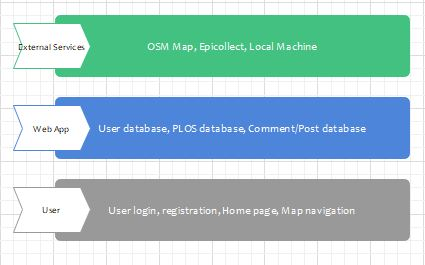 External Services
OSM Map, Epicollect, Local Machine
Web App
User database, PLOS database, Comment/Post database
User
User login, registration, Home page, Map navigation